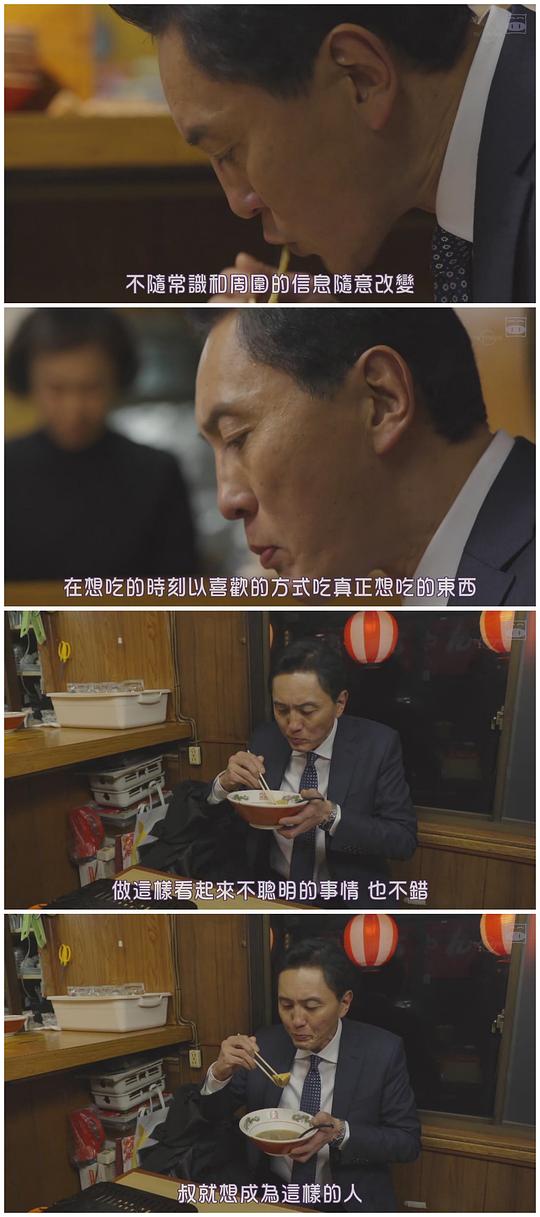 不隨常識和周圍的信息隨意改變
在想吃的時刻以喜歡的方式吃真正想吃的東西
做這樣看起來不聰明的事情 也不錯
叔就想成為這樣的人